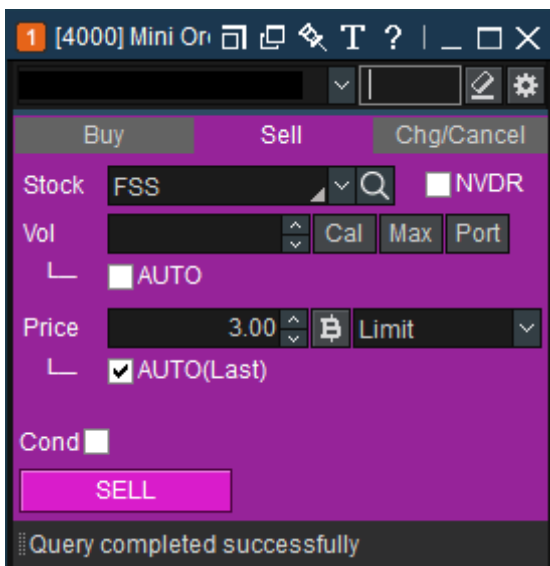 1 [4000] Mini Or T ?
Buy Sell Chg/Cancel
Stock FSS NVDR
Vol Cal Max Port
AUTO
Price 3.00 Limit
AUTO(Last)
Cond
SELL
Query completed successfully